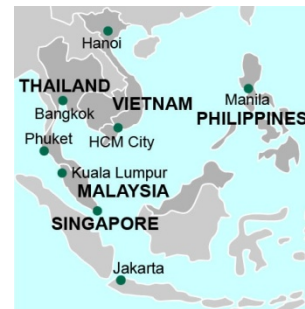 Hanoi
THAILAND
Bangkok
VIETNAM
Manila
PHILIPPINES
Phuket
HCM City
Kuala Lumpur
MALAYSIA
SINGAPORE
Jakarta